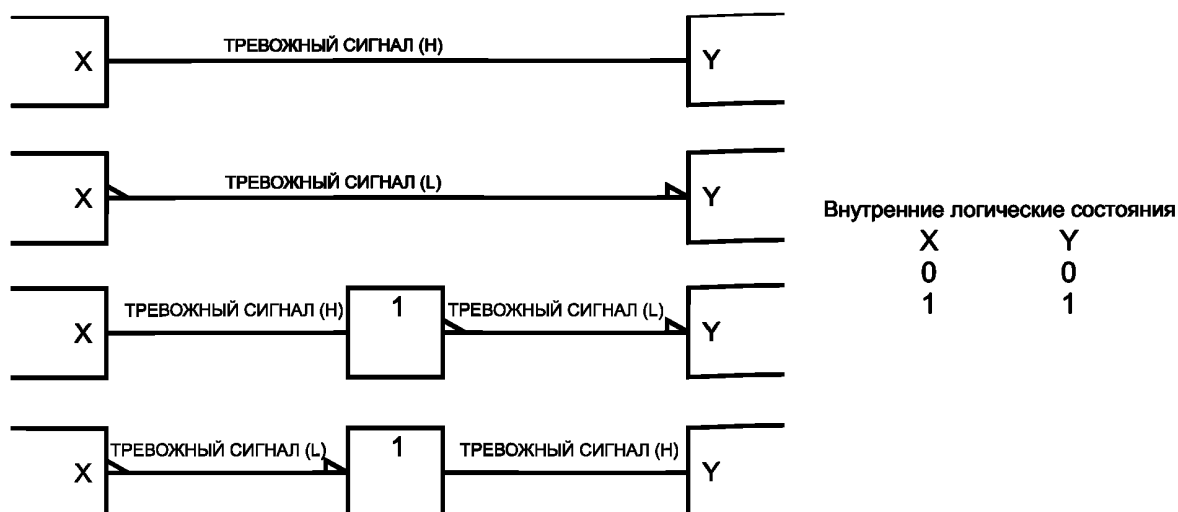 X ТРЕВОЖНЫЙ СИГНАЛ (H) Y
X ТРЕВОЖНЫЙ СИГНАЛ (L) Y
X ТРЕВОЖНЫЙ СИГНАЛ (H) 1 ТРЕВОЖНЫЙ СИГНАЛ (L) Y
X ТРЕВОЖНЫЙ СИГНАЛ (L) 1 ТРЕВОЖНЫЙ СИГНАЛ (H) Y
Внутренние логические состояния
X Y
0 0
1 1